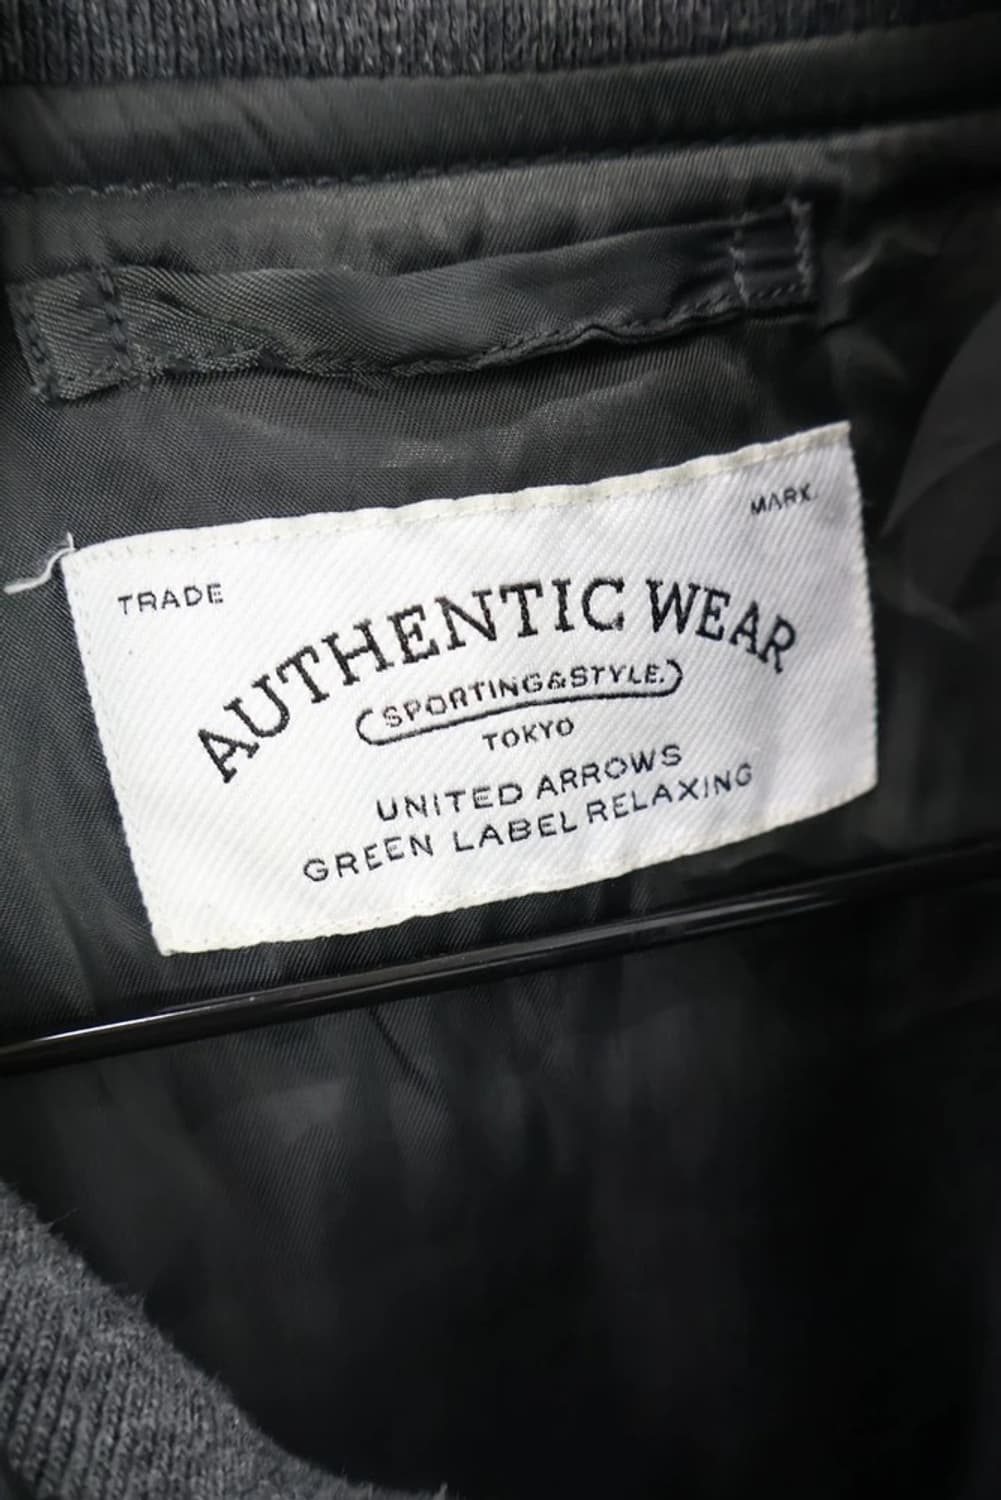 TRADE MARK.
AUTHENTIC WEAR
SPORTING&STYLE.
TOKYO
UNITED ARROWS
GREEN LABEL RELAXING